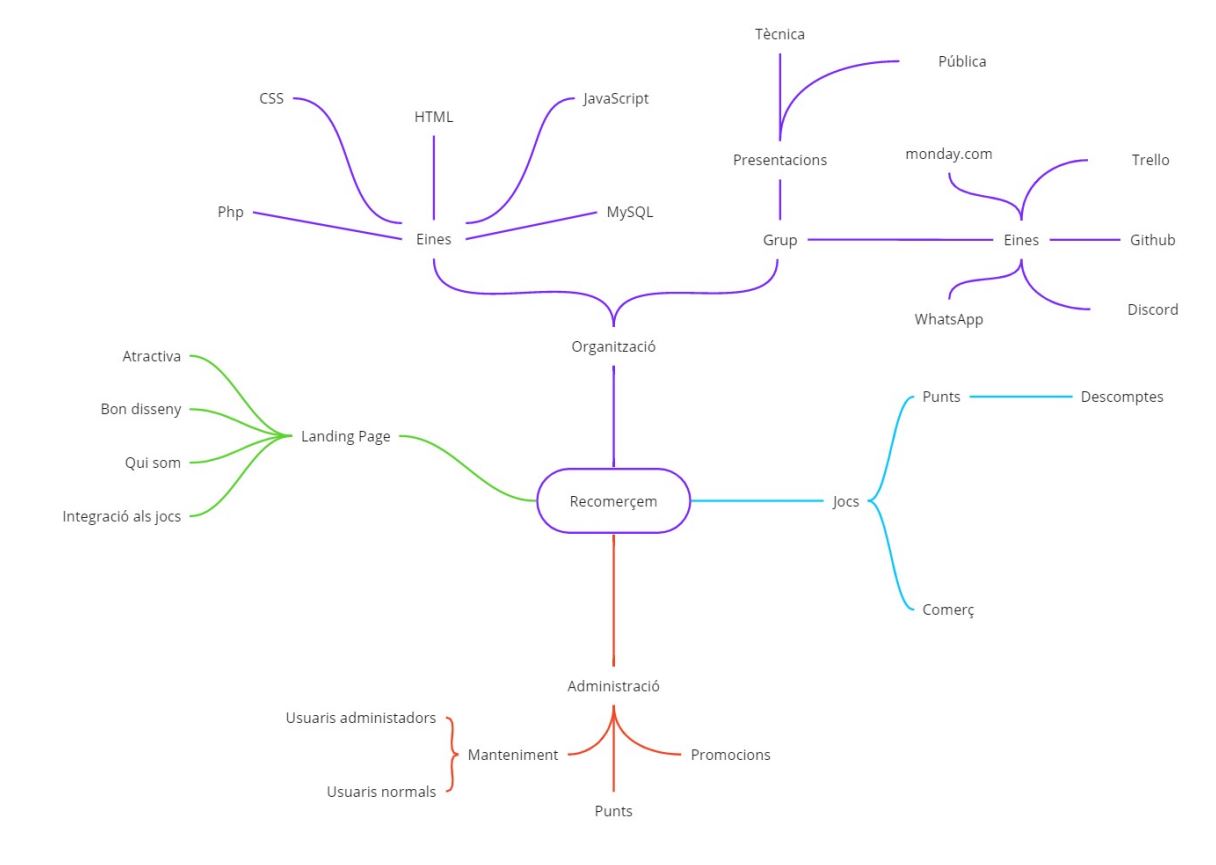 Tècnica
Pública
CSS
JavaScript
HTML
monday.com
Presentacions
Trello
Php
MySQL
Eines
Grup
Eines
Github
Discord
WhatsApp
Organització
Atractiva
Punts
Descomptes
Bon disseny
Landing Page
Qui som
Recomerçem
Jocs
Integració als jocs
Comerç
Administració
Usuaris administadors
Manteniment
Promocions
Usuaris normals
Punts